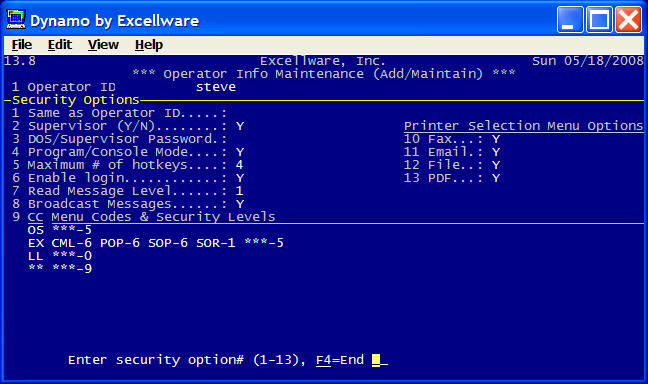 Dynamo by Excellware
File Edit View Help
13.8 Excellware, Inc. Sun 05/18/2008
*** Operator Info Maintenance (Add/Maintain) ***
1 Operator ID steve
Security Options
1 Same as Operator ID.....:
2 Supervisor (Y/N)........: Y Printer Selection Menu Options
3 DOS/Supervisor Password.: 10 Fax...: Y
4 Program/Console Mode....: Y 11 Email.: Y
5 Maximum # of hotkeys....: 4 12 File..: Y
6 Enable login............: Y 13 PDF...: Y
7 Read Message Level......: 1
8 Broadcast Messages......: Y
9 CC Menu Codes & Security Levels
OS ***-5
EX CML-6 POP-6 SOP-6 SOR-1 ***-5
LL ***-0
** ***-9
Enter security option# (1-13), F4=End